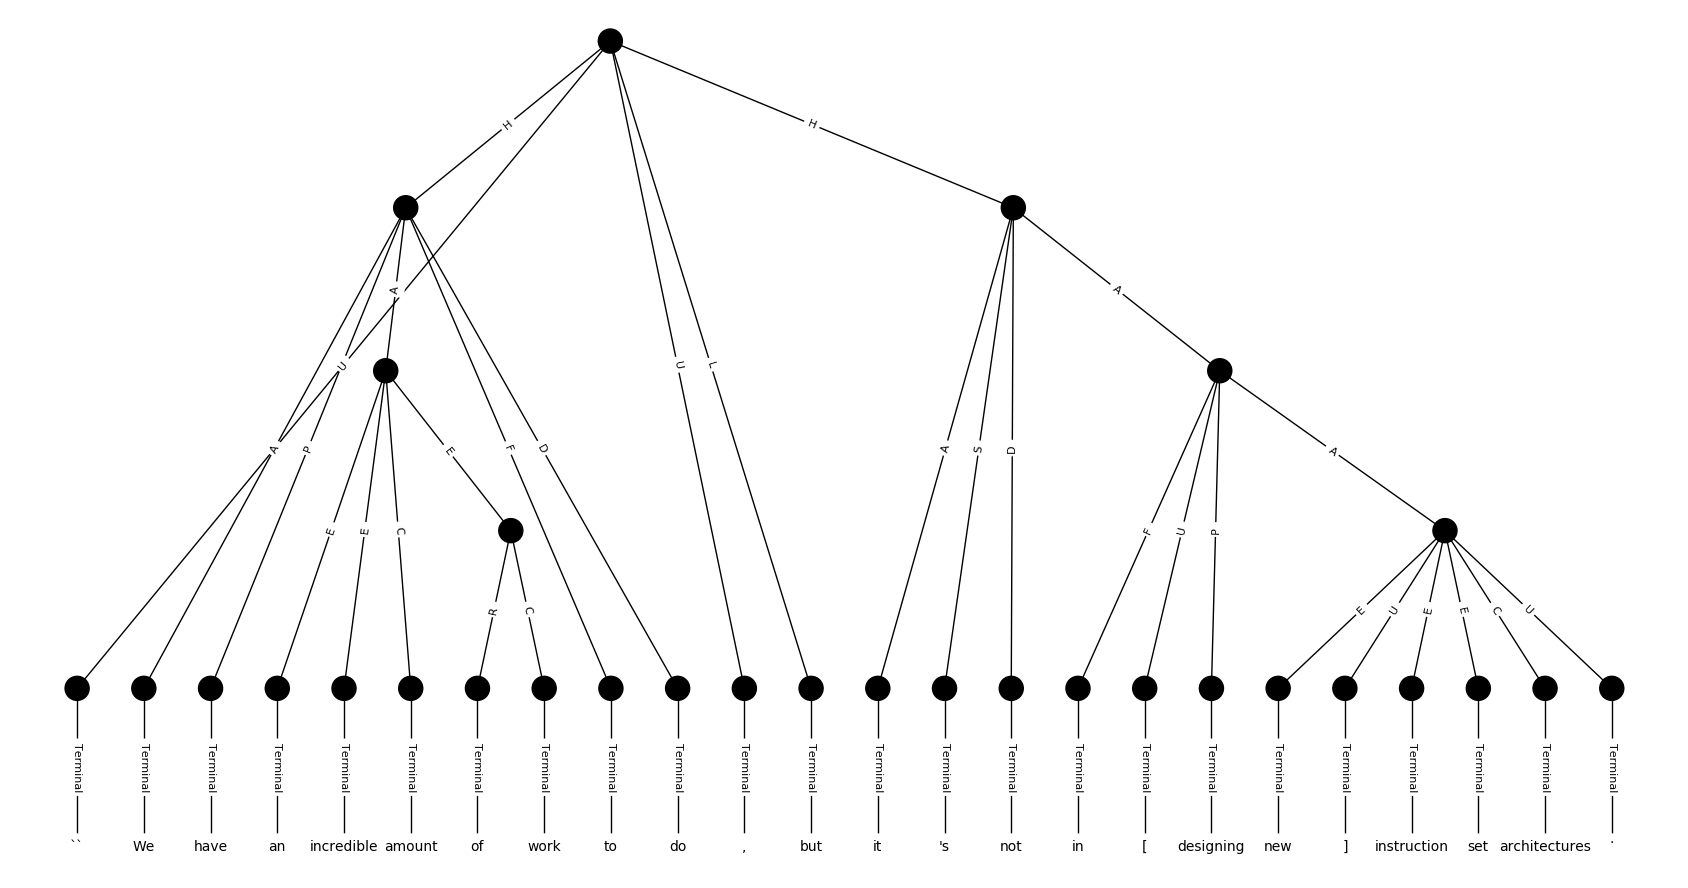 H H
A A
U U L
A P E F D A S D A
E E C F U P
R C E U E E C U
Terminal Terminal Terminal Terminal Terminal Terminal Terminal Terminal Terminal Terminal Terminal Terminal Terminal Terminal Terminal Terminal Terminal Terminal Terminal Terminal Terminal Terminal Terminal Terminal
`` We have an incredible amount of work to do , but it 's not in [ designing new ] instruction set architectures .